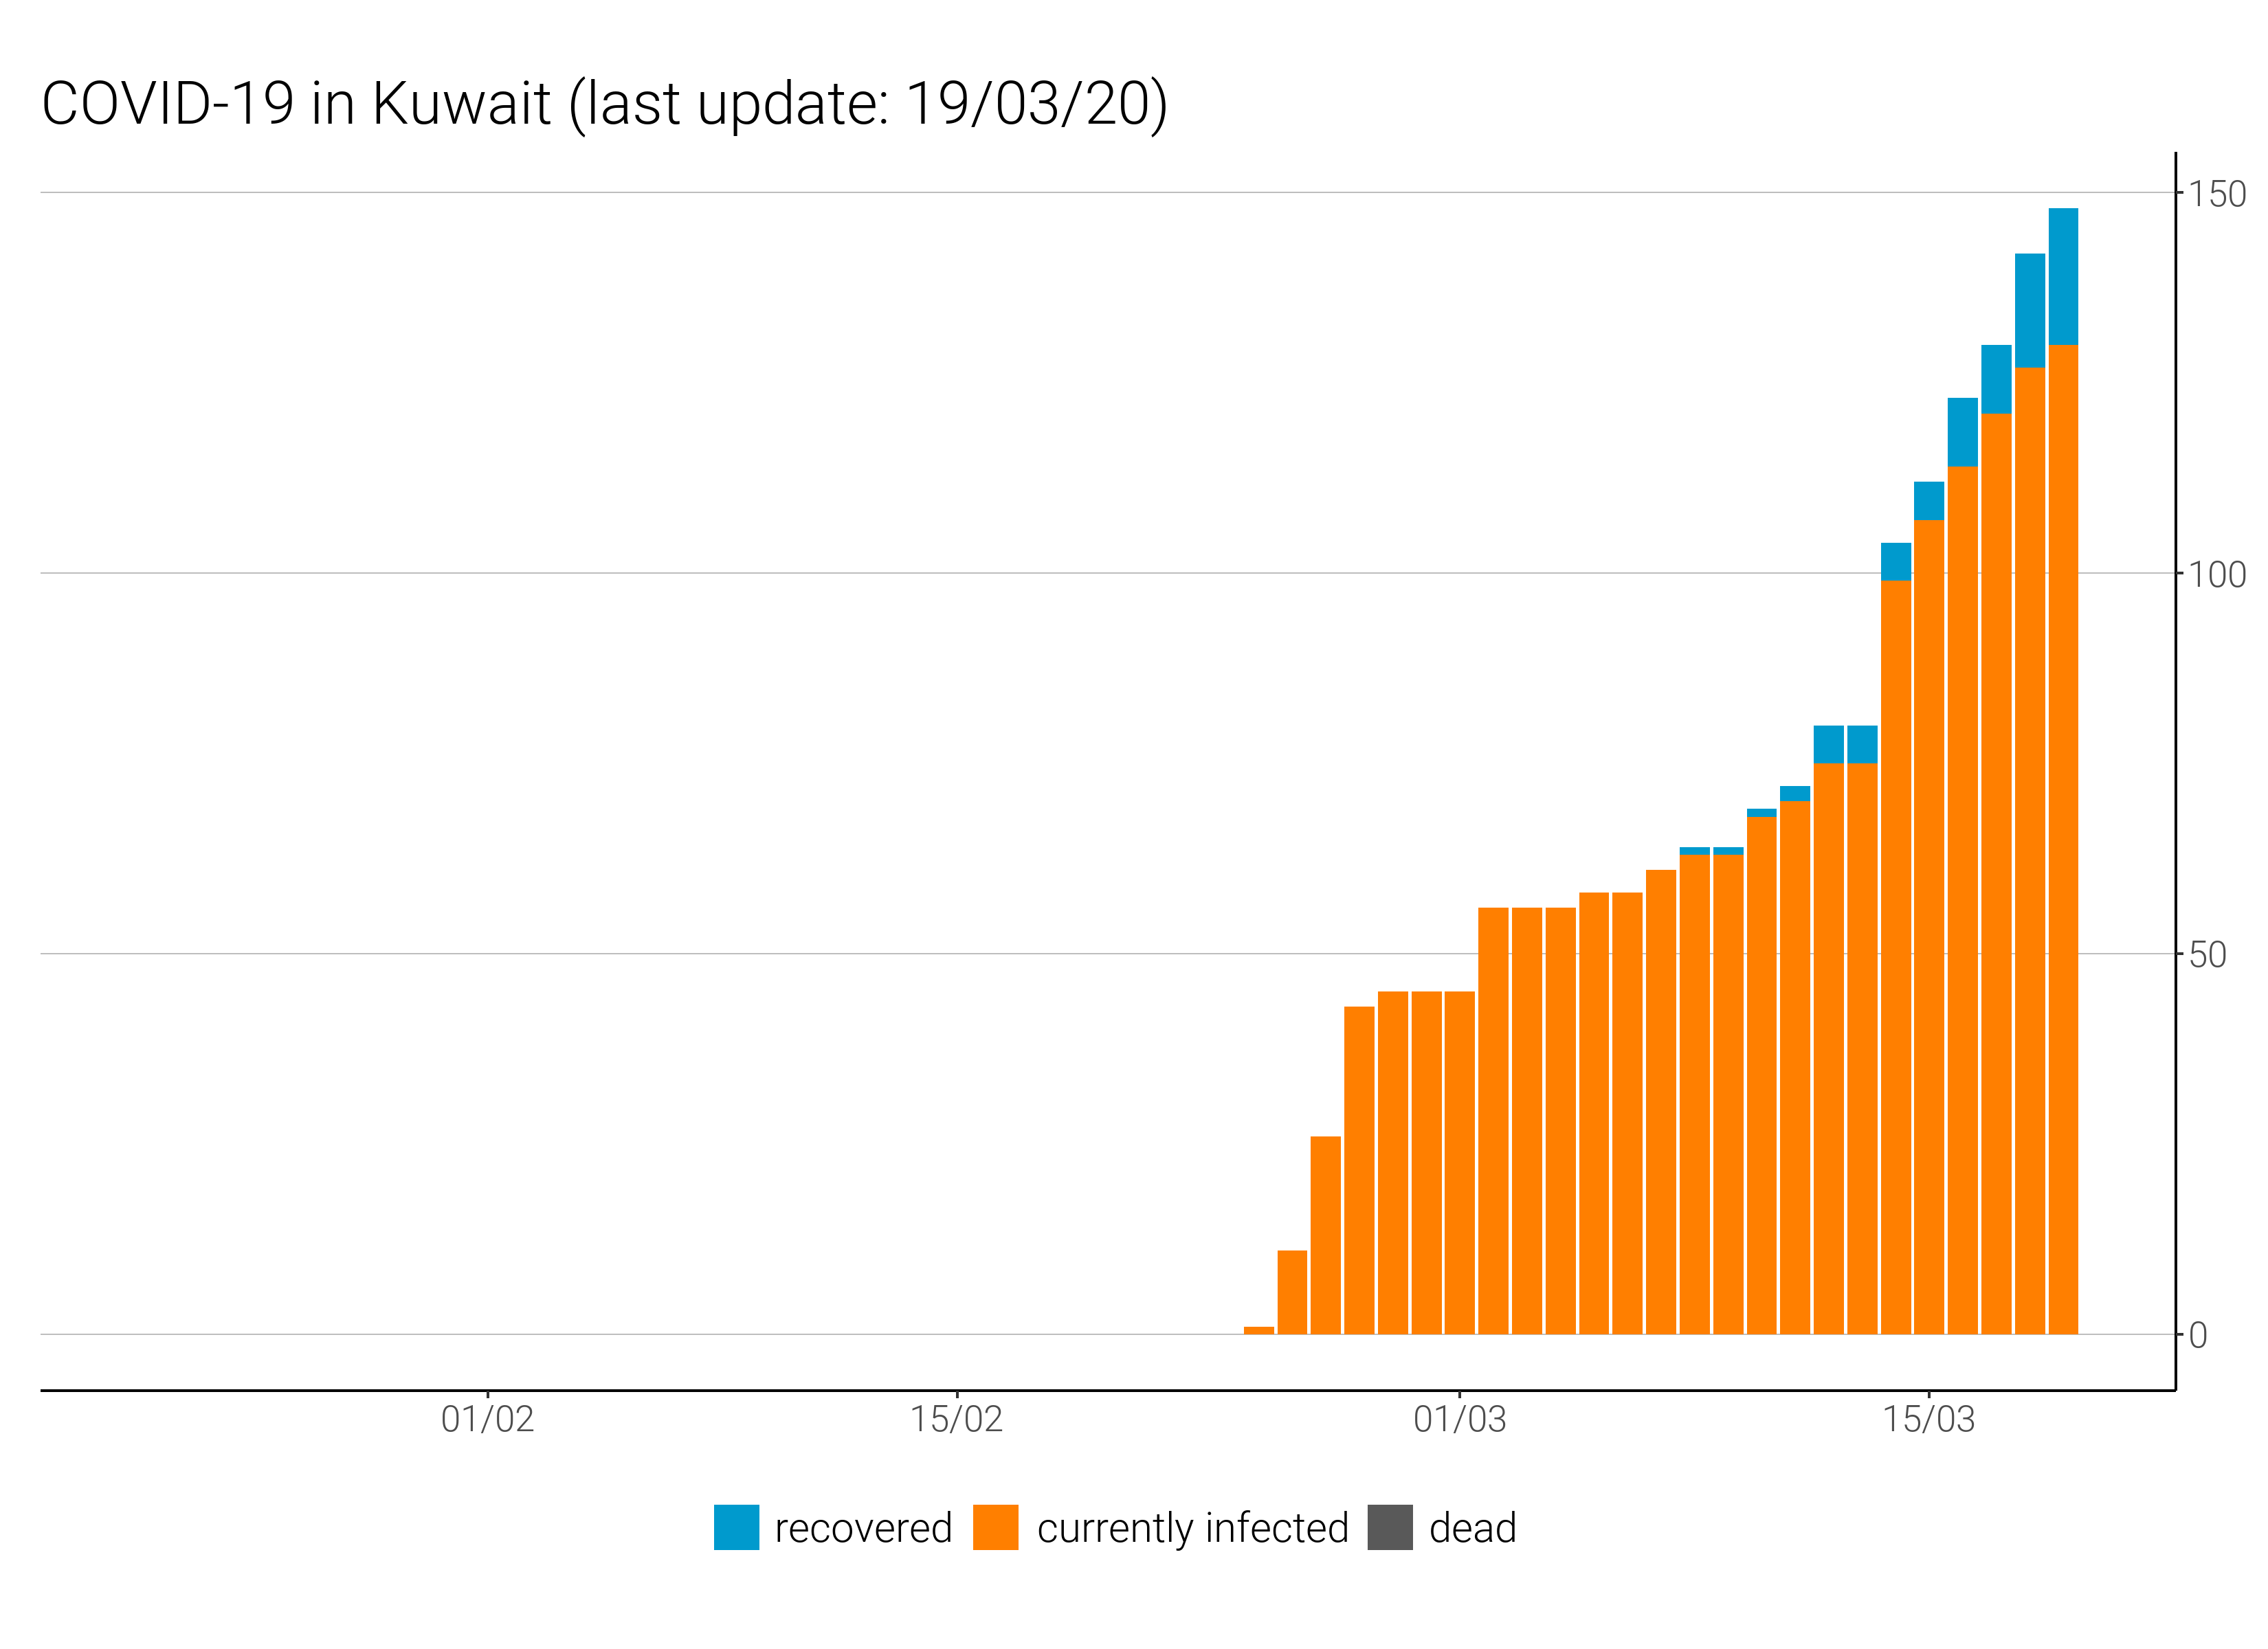 COVID-19 in Kuwait (last update: 19/03/20)
150
100
50
0
01/02 15/02 01/03 15/03
recovered currently infected dead